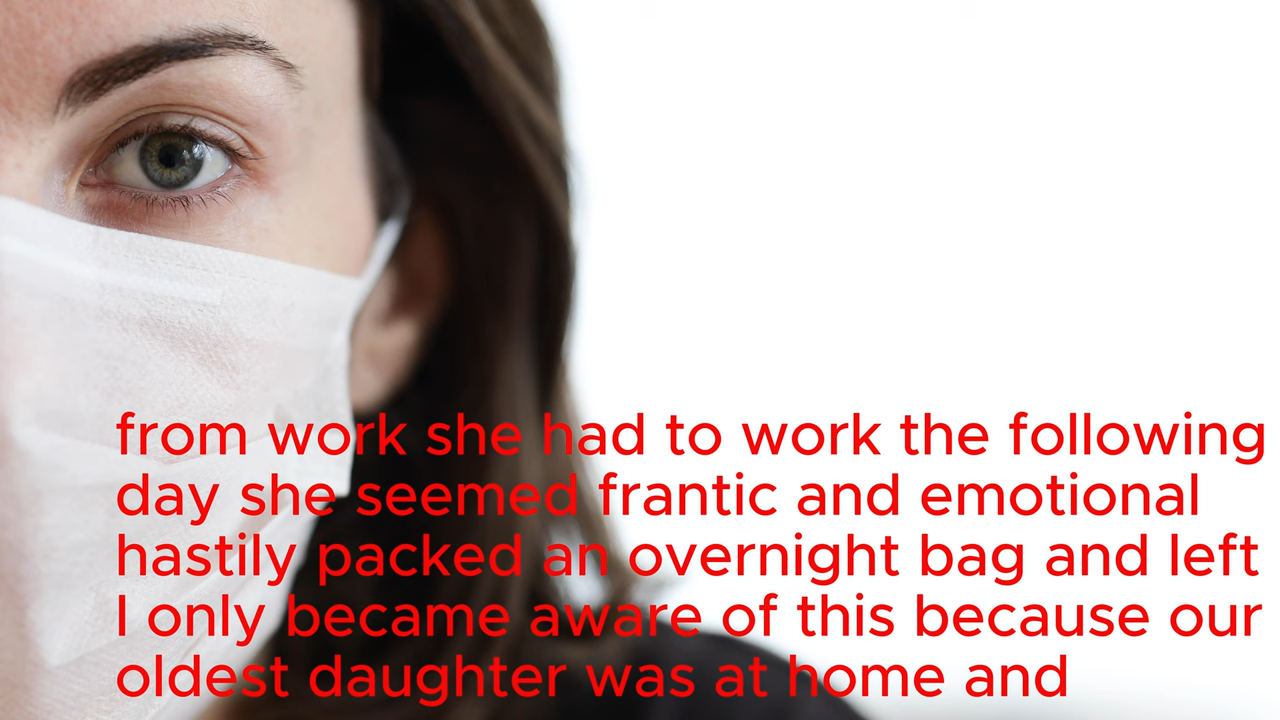 from work she had to work the following
day she seemed frantic and emotional
hastily packed an overnight bag and left
I only became aware of this because our
oldest daughter was at home and